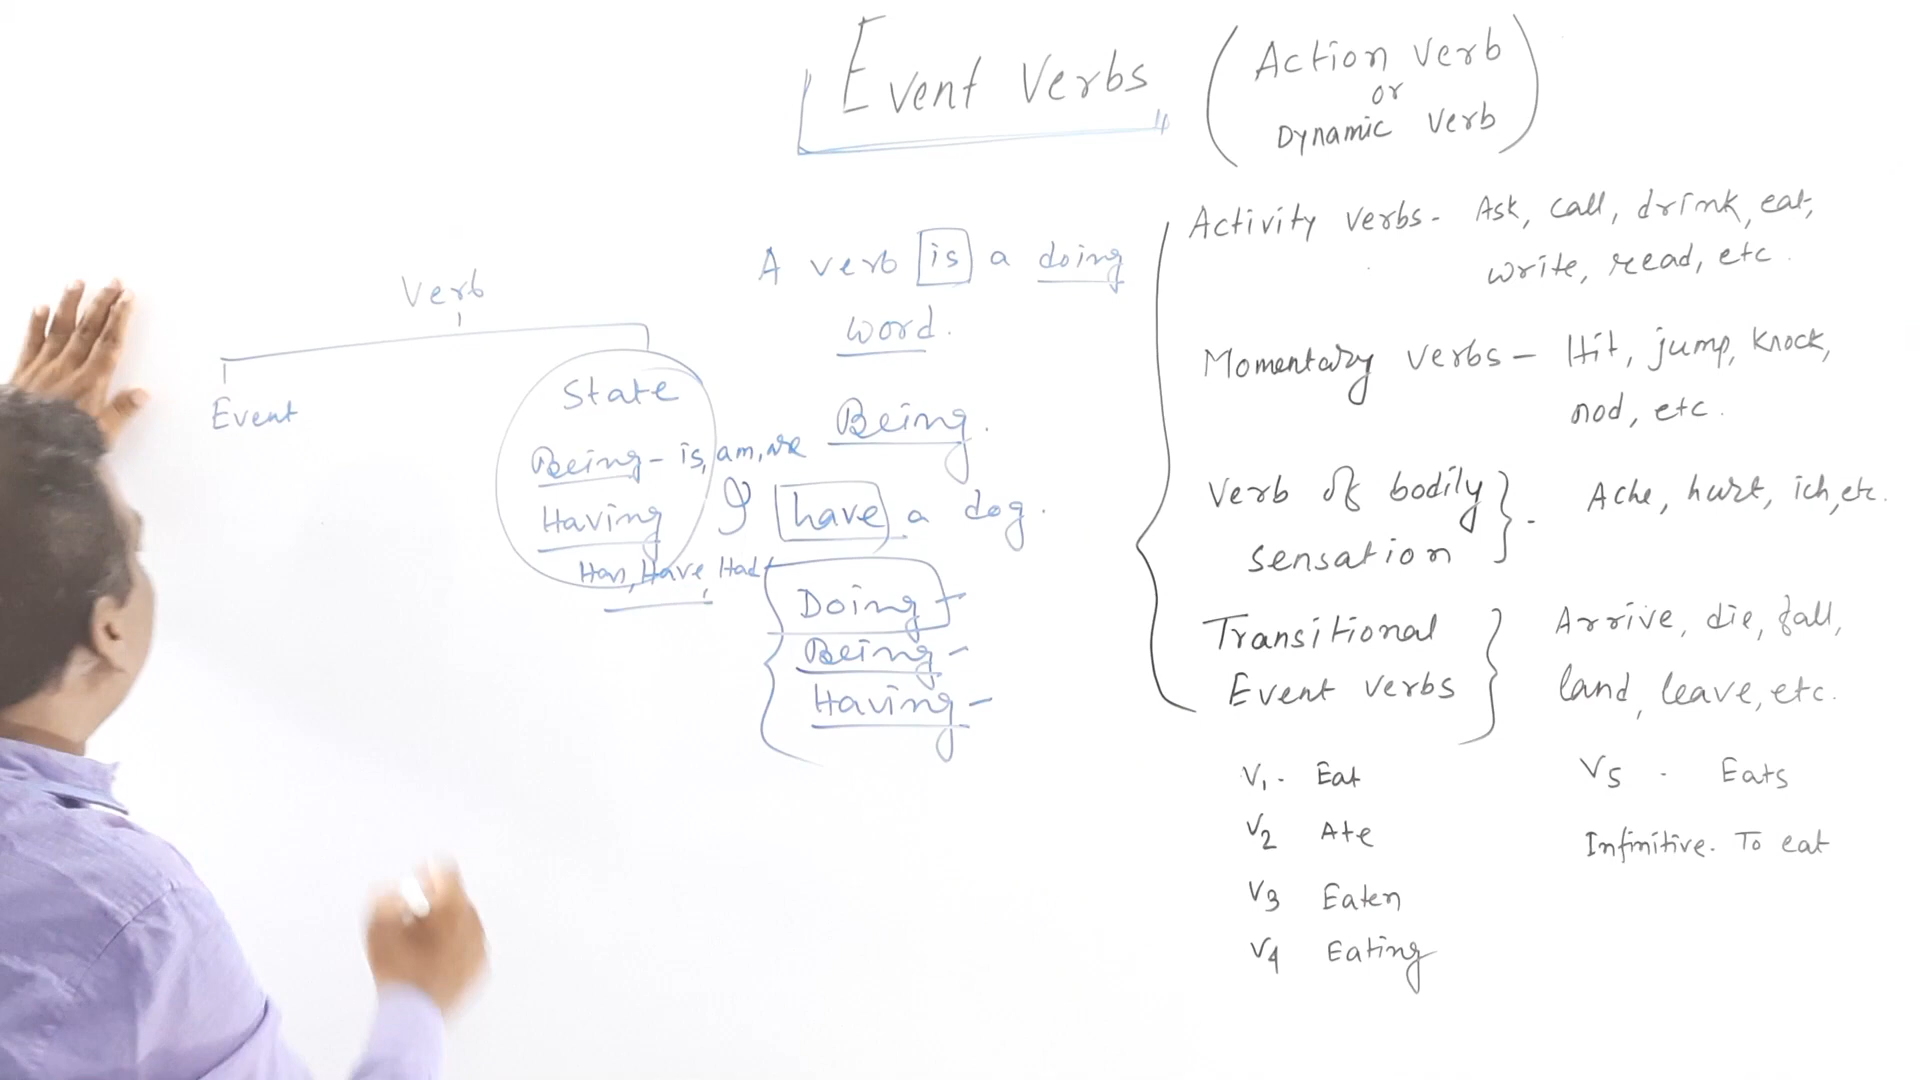 Event Verbs
(Action verb
or
Dynamic verb)
Verb
Event
State
Being - is, am, are
Having
Has, Have, Had
A verb is a doing
word.
Being.
I have a dog.
Doing -
Being -
Having -
Activity verbs - Ask, call, drink, eat,
write, read, etc.
Momentary verbs - Hit, jump, knock,
nod, etc.
Verb of bodily
sensation } - Ache, hurt, ich, etc.
Transitional
Event verbs } Arrive, die, fall,
land, leave, etc.
V1 - Eat
V2 Ate
V3 Eaten
V4 Eating
V5 - Eats
Infinitive. To eat